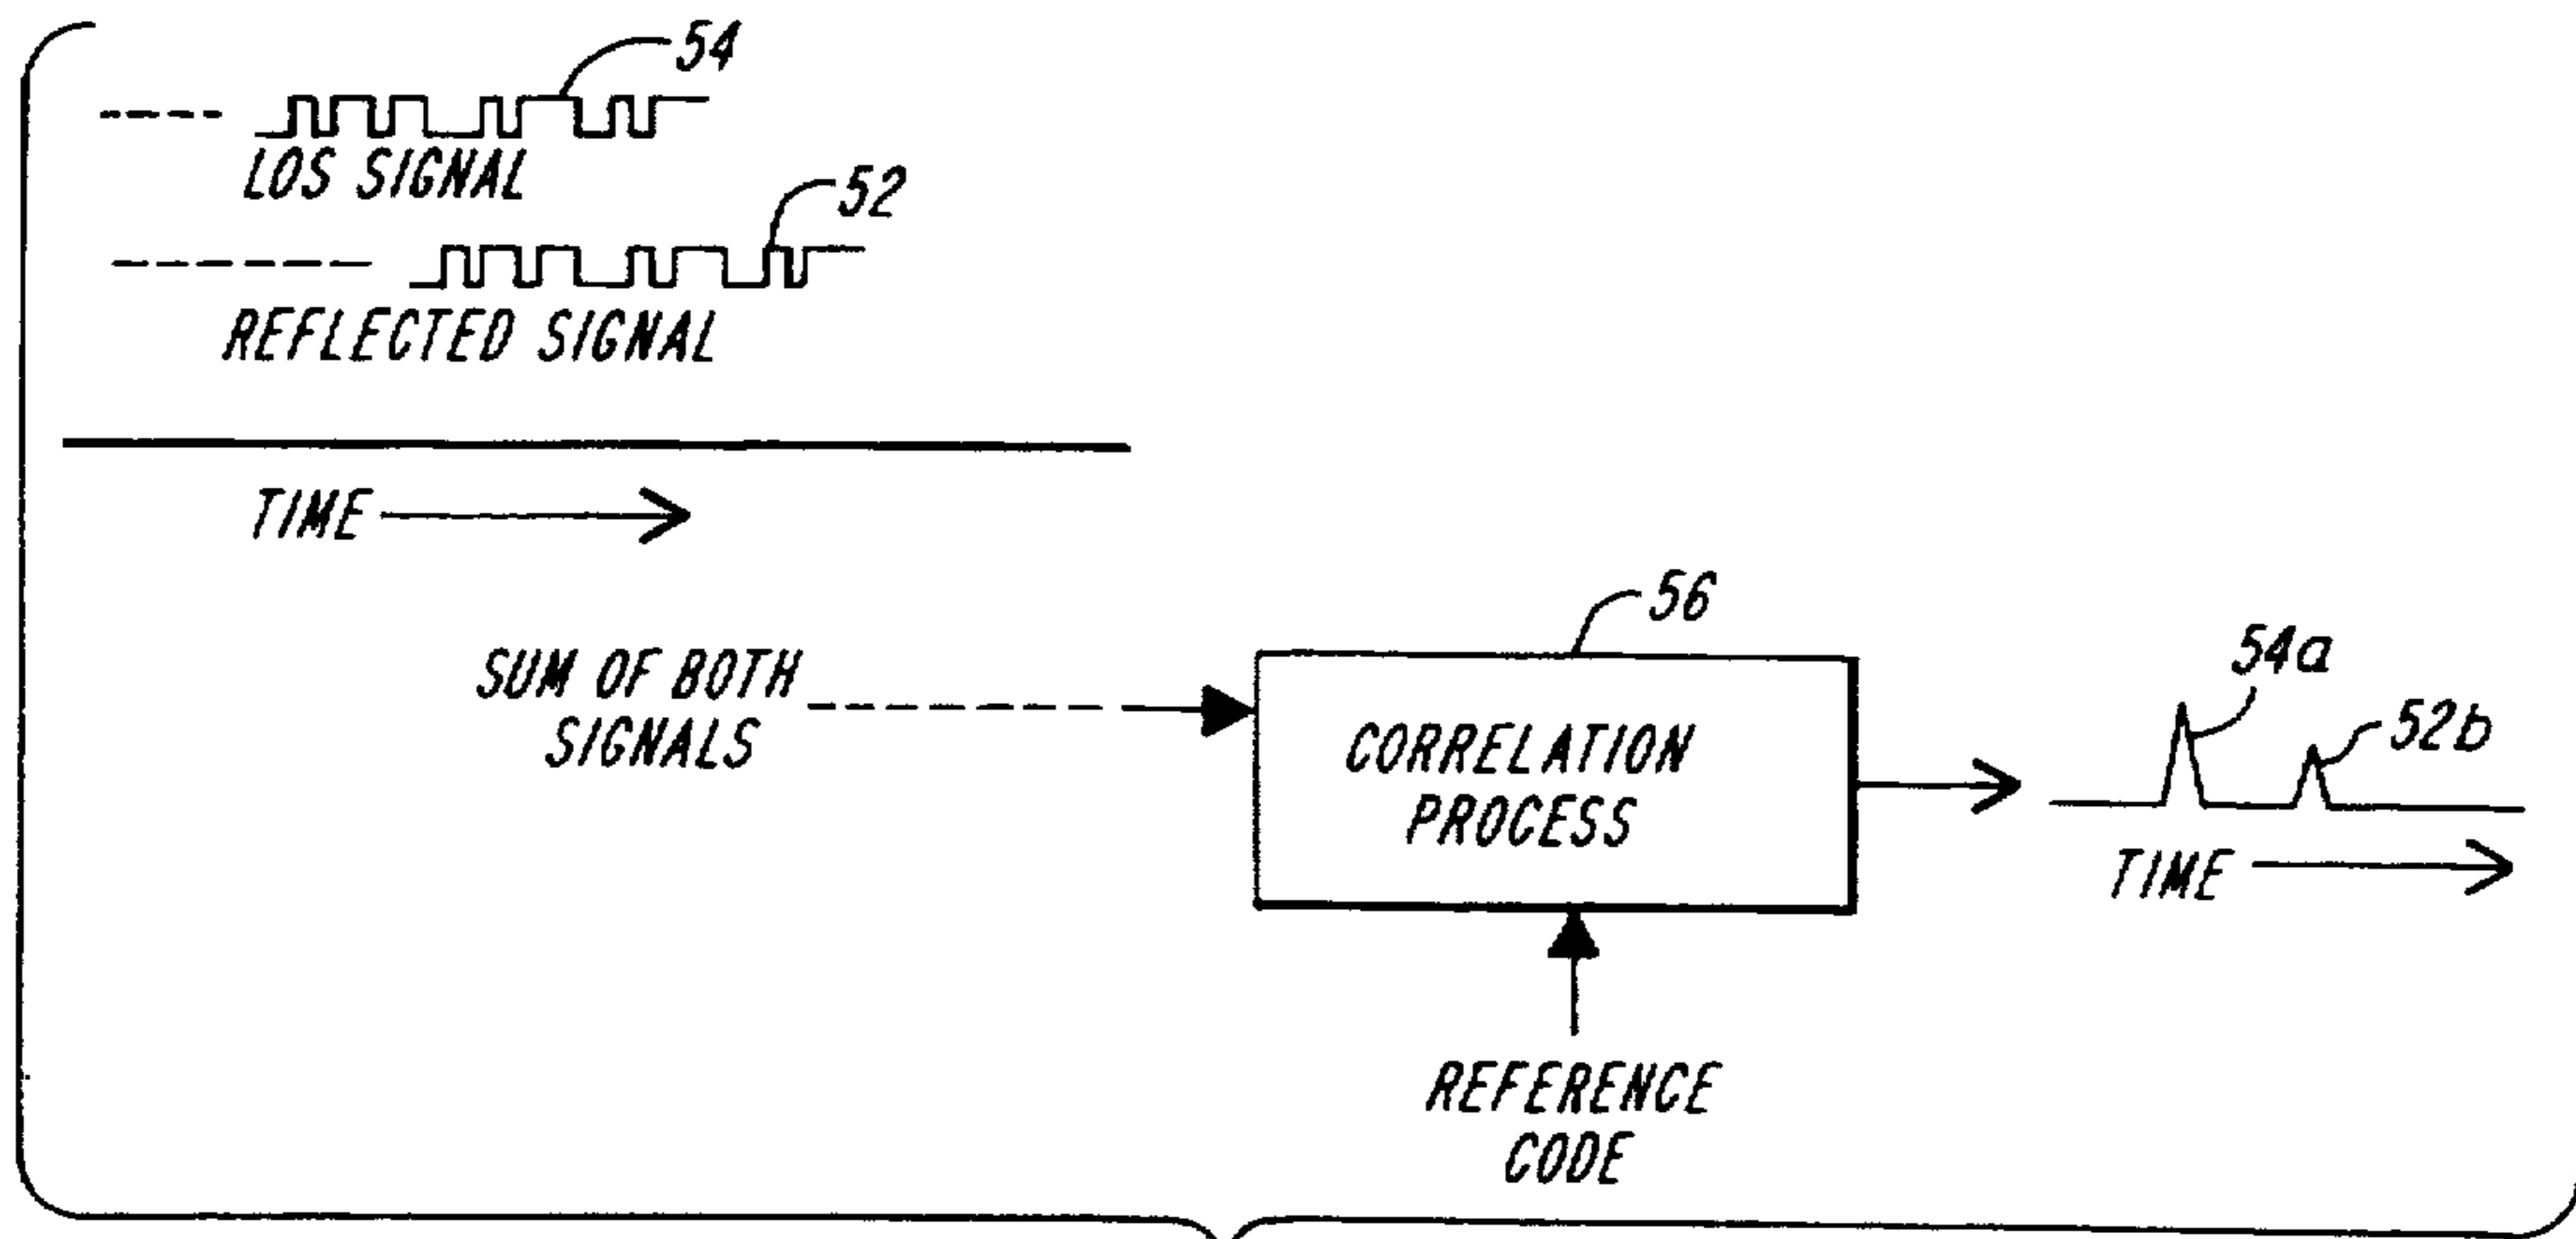 54
LOS SIGNAL
52
REFLECTED SIGNAL
TIME
SUM OF BOTH
SIGNALS
56
CORRELATION
PROCESS
REFERENCE
CODE
54a
52b
TIME